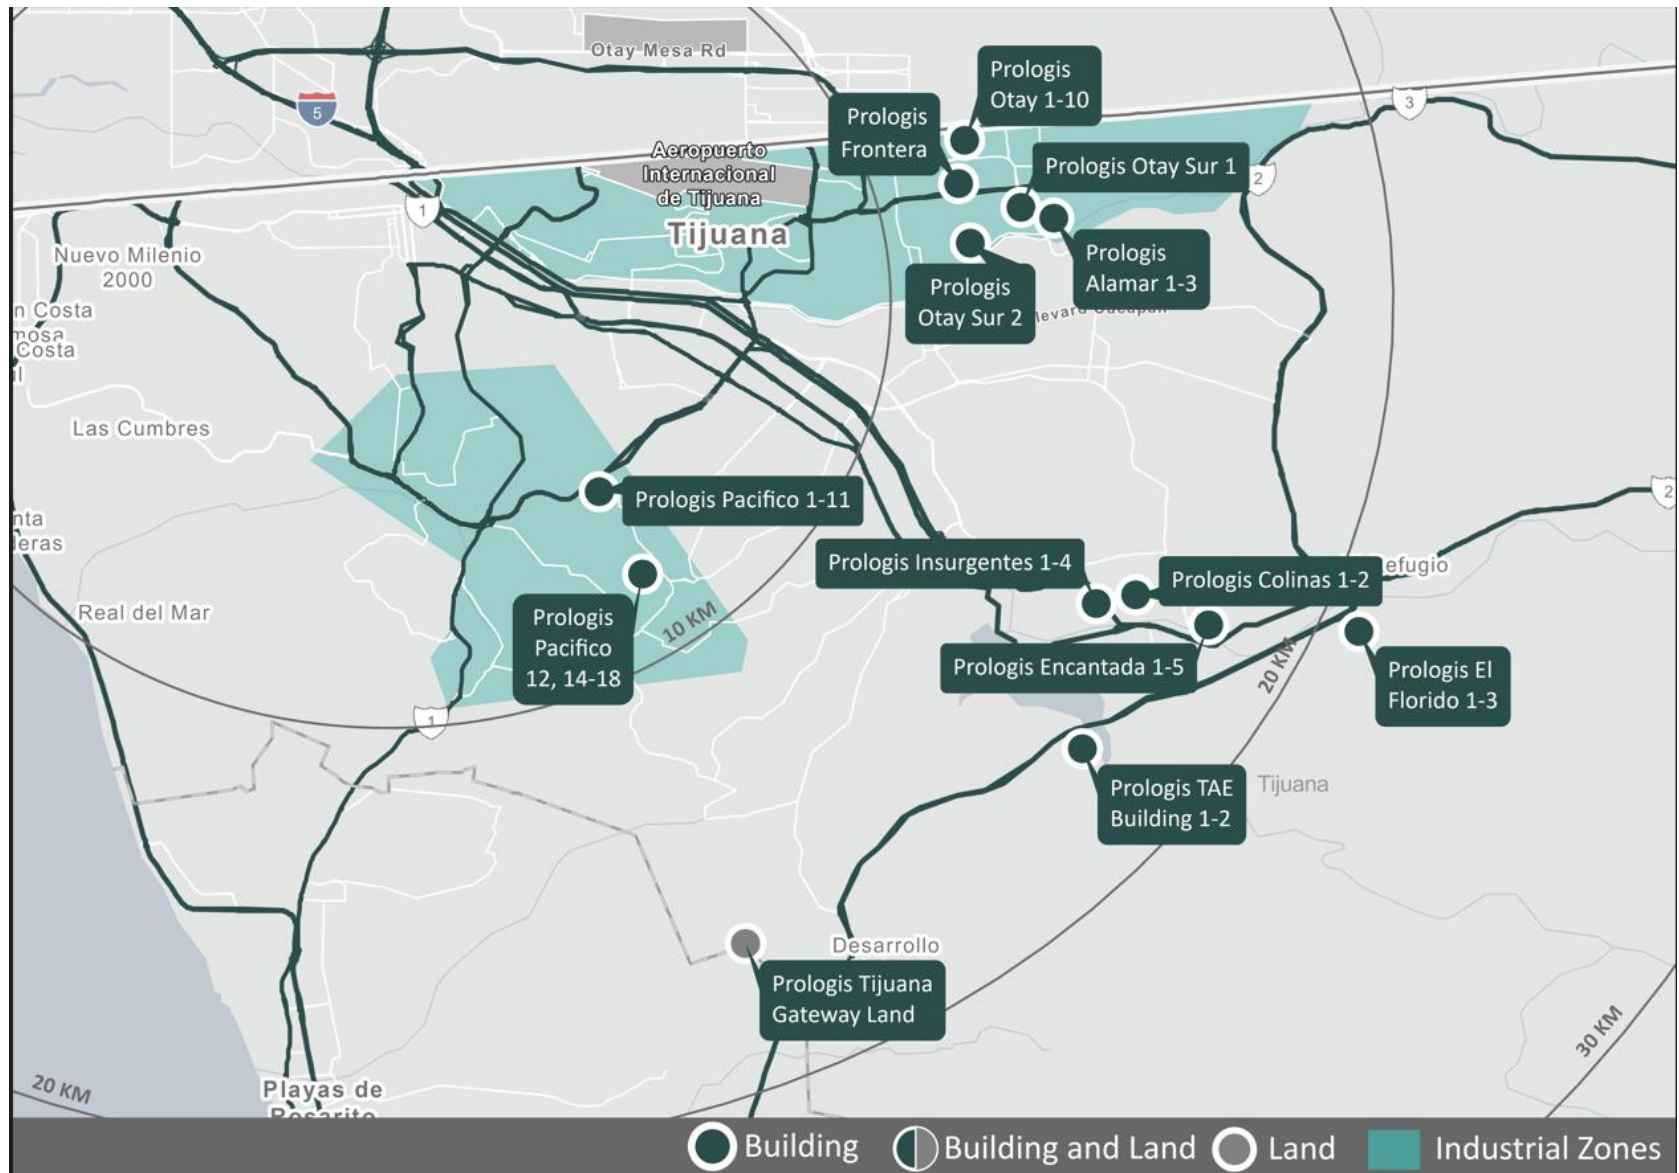 Otay Mesa Rd
5
Prologis
Otay 1-10
3
Prologis
Frontera
Aeropuerto
Internacional
de Tijuana
Prologis Otay Sur 1
2
1
Tijuana
Nuevo Milenio
2000
Prologis
Alamar 1-3
Prologis
Otay Sur 2
n Costa
Costa
Las Cumbres
Prologis Pacifico 1-11
2
Prologis Insurgentes 1-4
Prologis Colinas 1-2
efugio
Real del Mar
Prologis
Pacifico
12, 14-18
10 KM
Prologis Encantada 1-5
20 KM
Prologis El
Florido 1-3
1
Prologis TAE
Building 1-2
Tijuana
Desarrollo
Prologis Tijuana
Gateway Land
30 KM
20 KM
Playas de
Rosarito
Building
Building and Land
Land
Industrial Zones